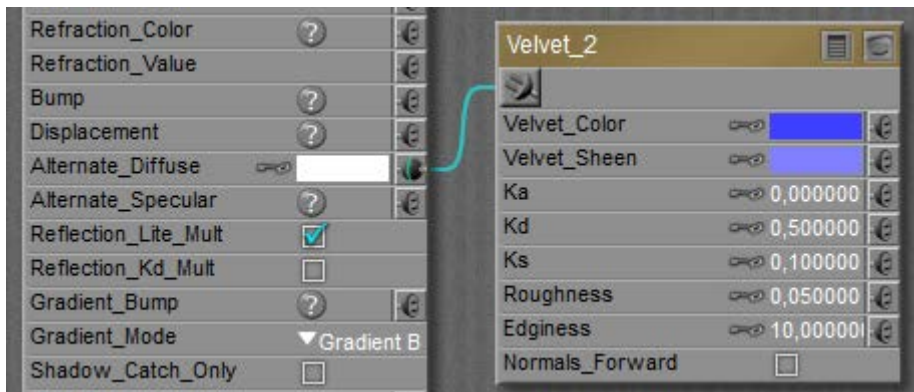 Refraction_Color
Refraction_Value
Bump
Displacement
Alternate_Diffuse
Alternate_Specular
Reflection_Lite_Mult
Reflection_Kd_Mult
Gradient_Bump
Gradient_Mode Gradient B
Shadow_Catch_Only
Velvet_2
Velvet_Color
Velvet_Sheen
Ka 0,000000
Kd 0,500000
Ks 0,100000
Roughness 0,050000
Edginess 10,000000
Normals_Forward